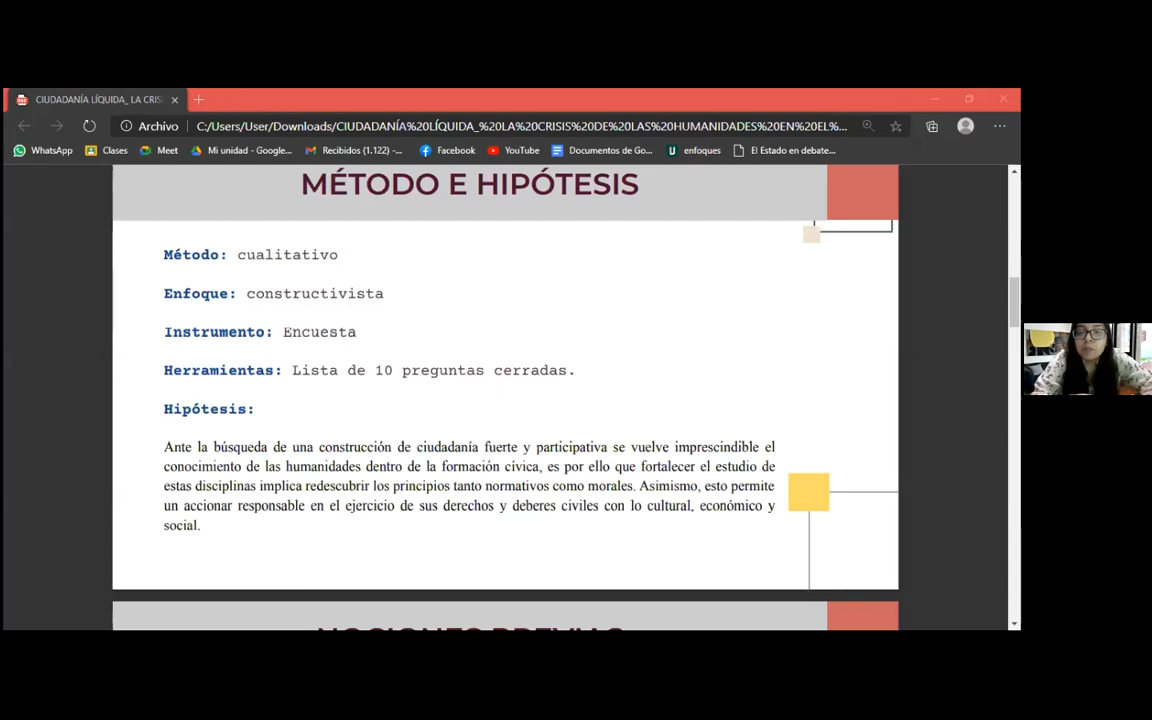 CIUDADANÍA LÍQUIDA_ LA CRIS
Archivo
C:/Users/User/Downloads/CIUDADANÍA%20LÍQUIDA_%20LA%20CRISIS%20DE%20LAS%20HUMANIDADES%20EN%20EL%...
WhatsApp Clases Meet Mi unidad - Google... Recibidos (1.122) -... Facebook YouTube Documentos de Go... enfoques El Estado en debate...
MÉTODO E HIPÓTESIS
Método: cualitativo
Enfoque: constructivista
Instrumento: Encuesta
Herramientas: Lista de 10 preguntas cerradas.
Hipótesis:
Ante la búsqueda de una construcción de ciudadanía fuerte y participativa se vuelve imprescindible el
conocimiento de las humanidades dentro de la formación cívica, es por ello que fortalecer el estudio de
estas disciplinas implica redescubrir los principios tanto normativos como morales. Asimismo, esto permite
un accionar responsable en el ejercicio de sus derechos y deberes civiles con lo cultural, económico y
social.
NOCIONES PREVIAS